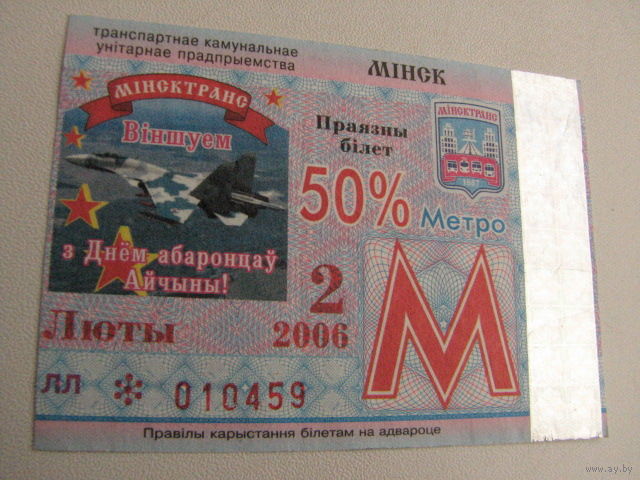 транспартнае камунальнае
унітарнае прадпрыемства
МІНСК
МІНСКТРАНС
Віншуем
з Днём абаронцаў
Айчыны!
Праязны
білет
50%
Метро
МІНСКТРАНС
М
2
Люты
2006
ЛЛ * 010459
Правілы карыстання білетам на адвароце
www.ay.by